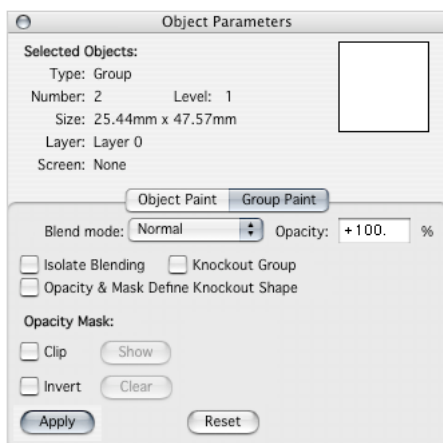 Object Parameters
Selected Objects:
Type: Group
Number: 2 Level: 1
Size: 25.44mm x 47.57mm
Layer: Layer 0
Screen: None
Object Paint Group Paint
Blend mode: Normal Opacity: +100. %
Isolate Blending Knockout Group
Opacity & Mask Define Knockout Shape
Opacity Mask:
Clip Show
Invert Clear
Apply Reset